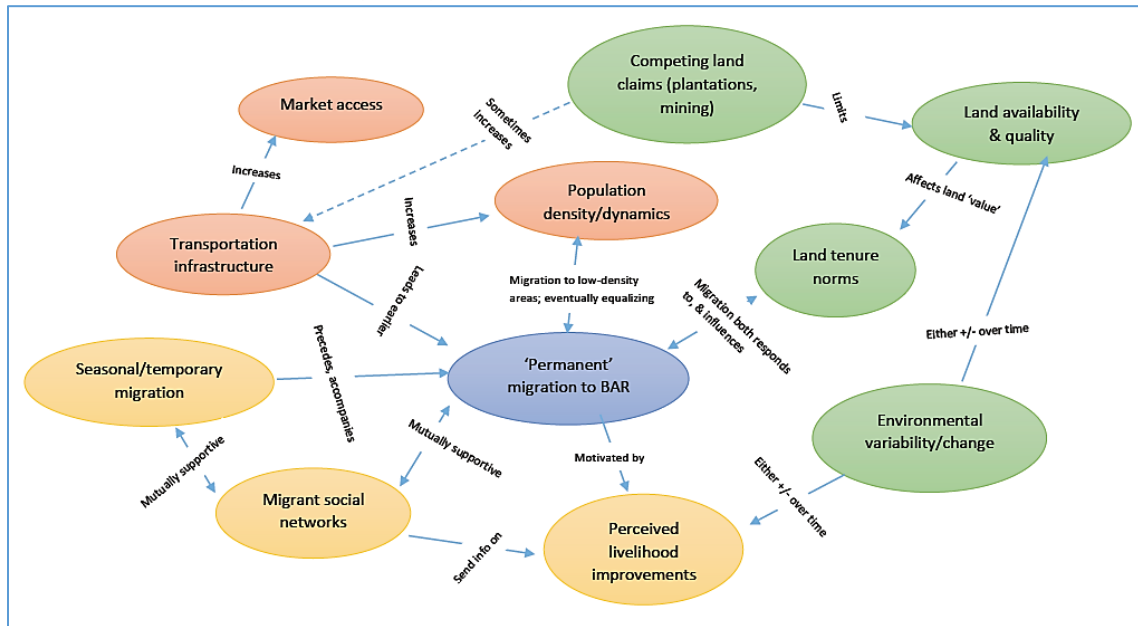 Competing land
claims (plantations,
mining)
Market access
Sometimes
increases
Limits
Land availability
& quality
Increases
Population
density/dynamics
Affects land 'value'
Increases
Transportation
infrastructure
Land tenure
norms
Leads to earlier
Migration to low-density
areas; eventually equalizing
Migration both responds
to, & influences
Either +/- over time
Precedes, accompanies
Seasonal/temporary
migration
'Permanent'
migration to BAR
Environmental
variability/change
Mutually supportive
Mutually supportive
Motivated by
Either +/- over time
Migrant social
networks
Send info on
Perceived
livelihood
improvements